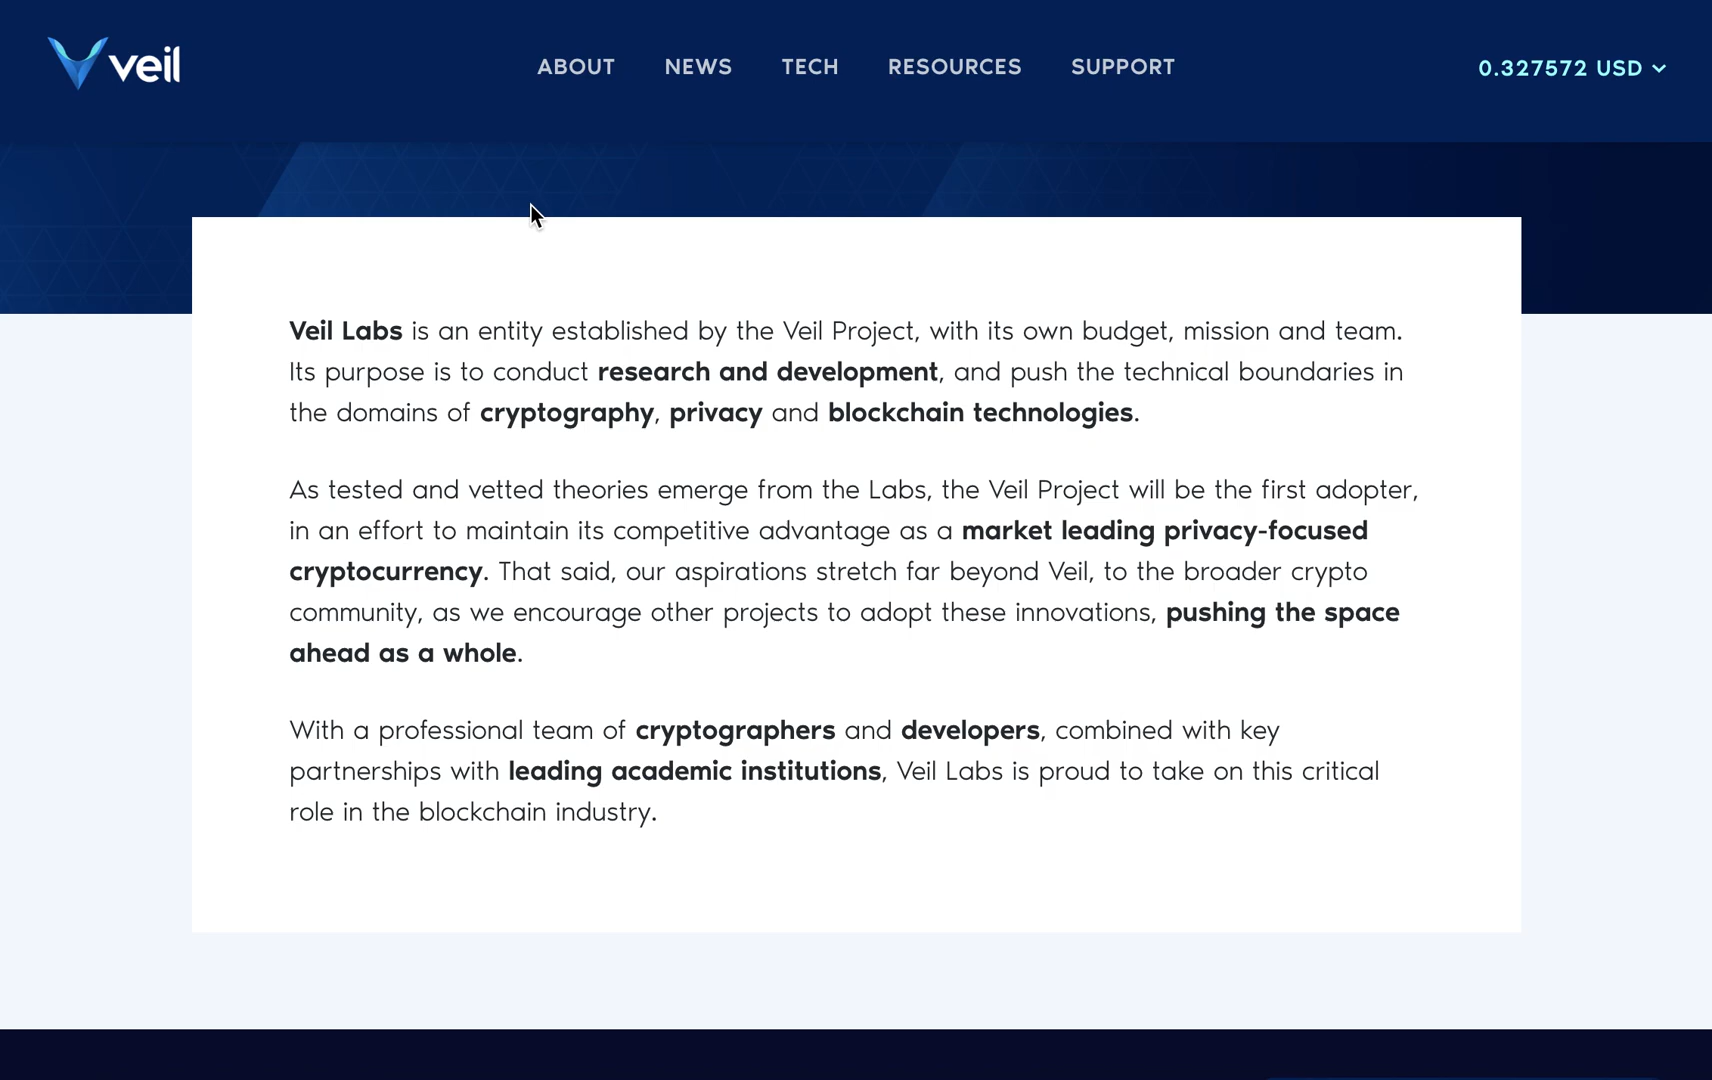 veil
ABOUT NEWS TECH RESOURCES SUPPORT
0.327572 USD
Veil Labs is an entity established by the Veil Project, with its own budget, mission and team.
Its purpose is to conduct research and development, and push the technical boundaries in
the domains of cryptography, privacy and blockchain technologies.
As tested and vetted theories emerge from the Labs, the Veil Project will be the first adopter,
in an effort to maintain its competitive advantage as a market leading privacy-focused
cryptocurrency. That said, our aspirations stretch far beyond Veil, to the broader crypto
community, as we encourage other projects to adopt these innovations, pushing the space
ahead as a whole.
With a professional team of cryptographers and developers, combined with key
partnerships with leading academic institutions, Veil Labs is proud to take on this critical
role in the blockchain industry.